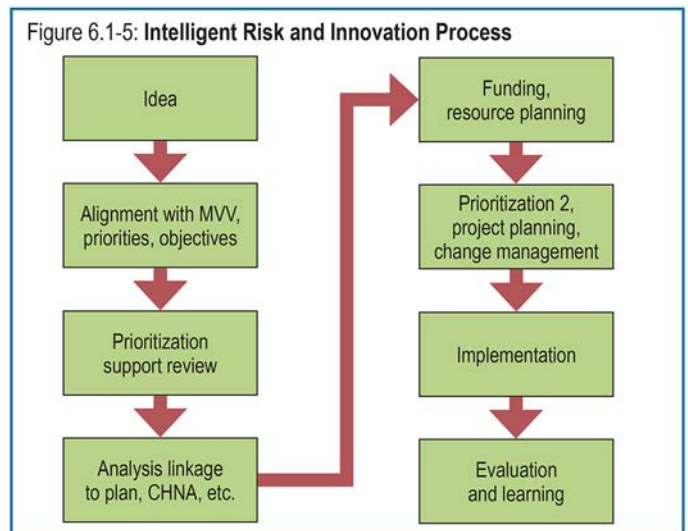 Figure 6.1-5: Intelligent Risk and Innovation Process
Idea
Alignment with MVV,
priorities, objectives
Prioritization
support review
Analysis linkage
to plan, CHNA, etc.
Funding,
resource planning
Prioritization 2,
project planning,
change management
Implementation
Evaluation
and learning